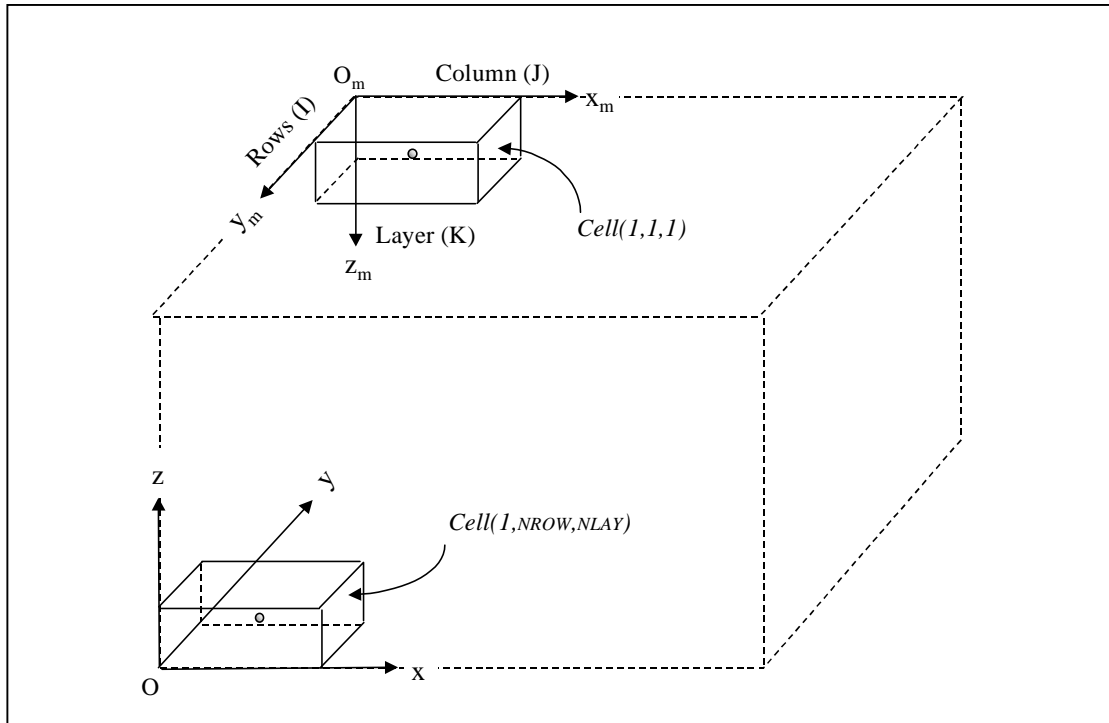 O_m
Column (J)
x_m
Rows (I)
y_m
Cell(1,1,1)
Layer (K)
z_m
z
y
Cell(1,NROW,NLAY)
x
O